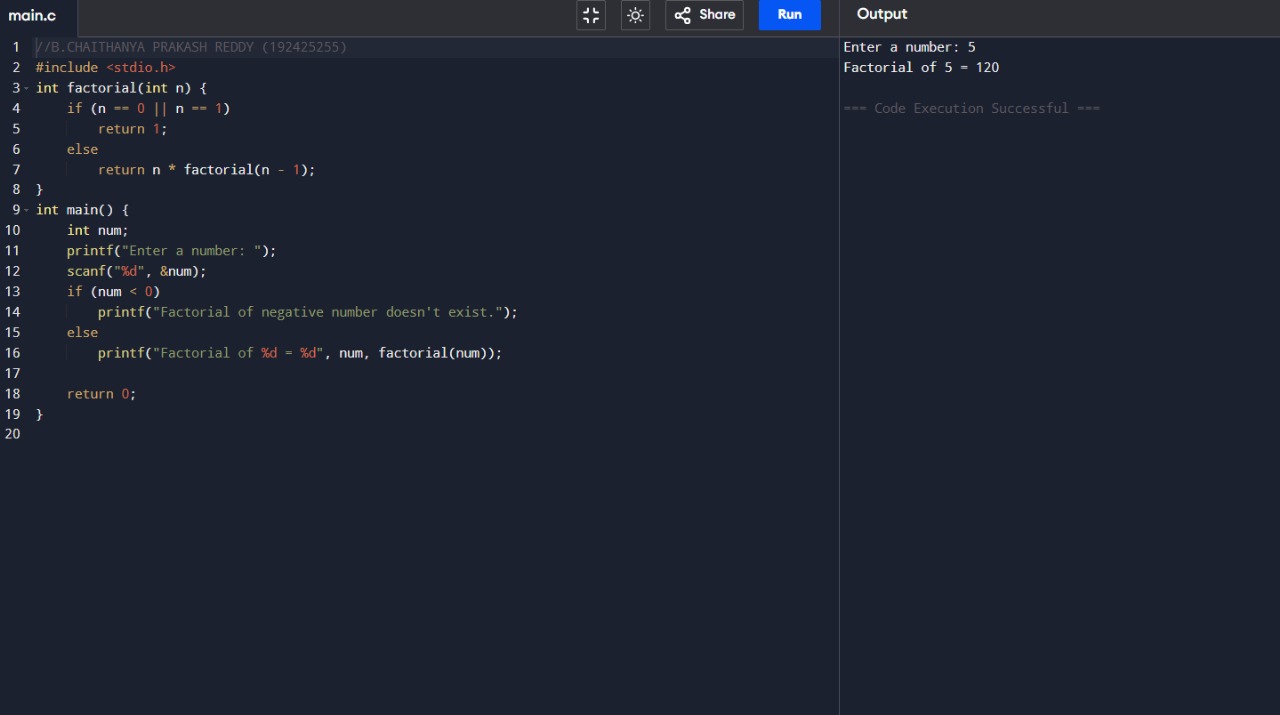 main.c
Share
Run
Output
1 //B.CHAITHANYA PRAKASH REDDY (192425255)
2 #include <stdio.h>
3 int factorial(int n) {
4     if (n == 0 || n == 1)
5         return 1;
6     else
7         return n * factorial(n - 1);
8 }
9 int main() {
10     int num;
11     printf("Enter a number: ");
12     scanf("%d", &num);
13     if (num < 0)
14         printf("Factorial of negative number doesn't exist.");
15     else
16         printf("Factorial of %d = %d", num, factorial(num));
17
18     return 0;
19 }
20
Enter a number: 5
Factorial of 5 = 120
=== Code Execution Successful ===